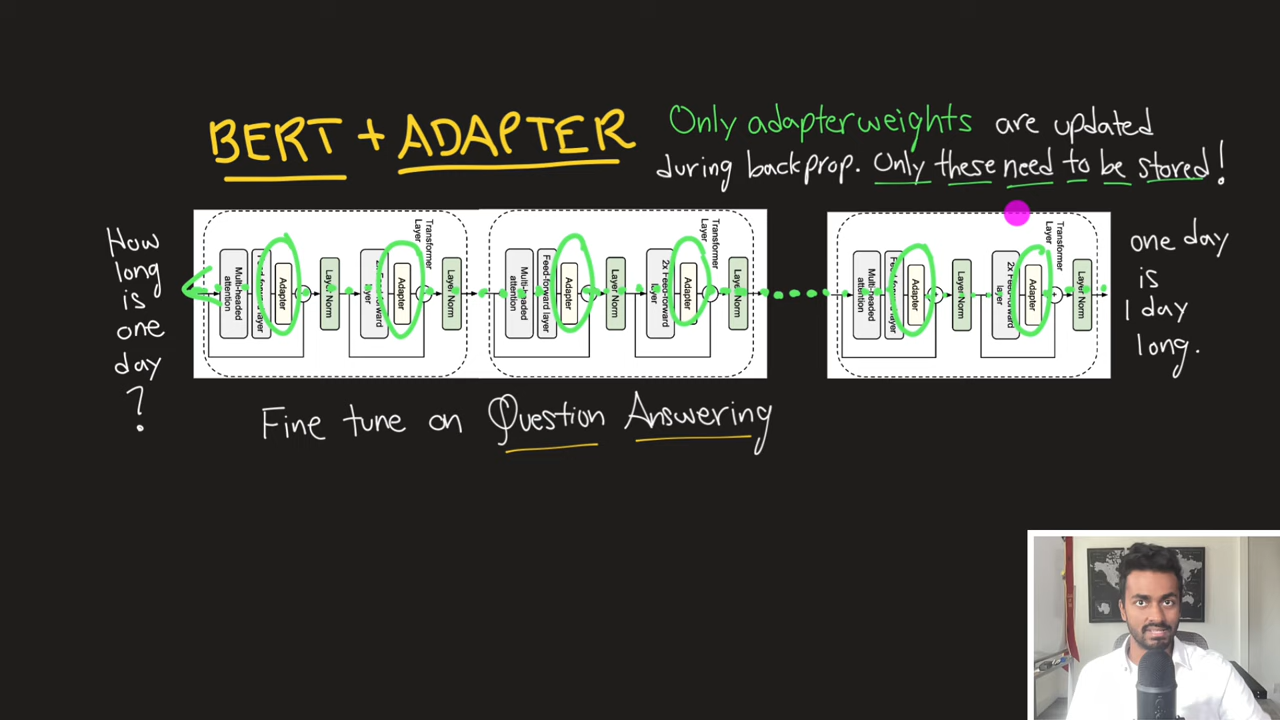 BERT + ADAPTER
Only adapter weights are updated
during backprop. Only these need to be stored!
How
long
is
one
day
?
Multi-headed
attention
Adapter
Layer Norm
layer
Adapter
Transformer
Layer
Layer Norm
Multi-headed
attention
Feed-forward layer
Adapter
Layer Norm
2x Feed-forward
layer
Adapter
Transformer
Layer
Layer Norm
Multi-headed
attention
Adapter
Layer Norm
2x Feed-forward
layer
Adapter
Transformer
Layer
Layer Norm
one day
is
1 day
long.
Fine tune on Question Answering